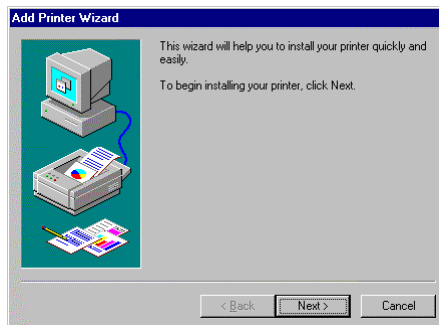 Add Printer Wizard
This wizard will help you to install your printer quickly and
easily.
To begin installing your printer, click Next.
< Back
Next >
Cancel